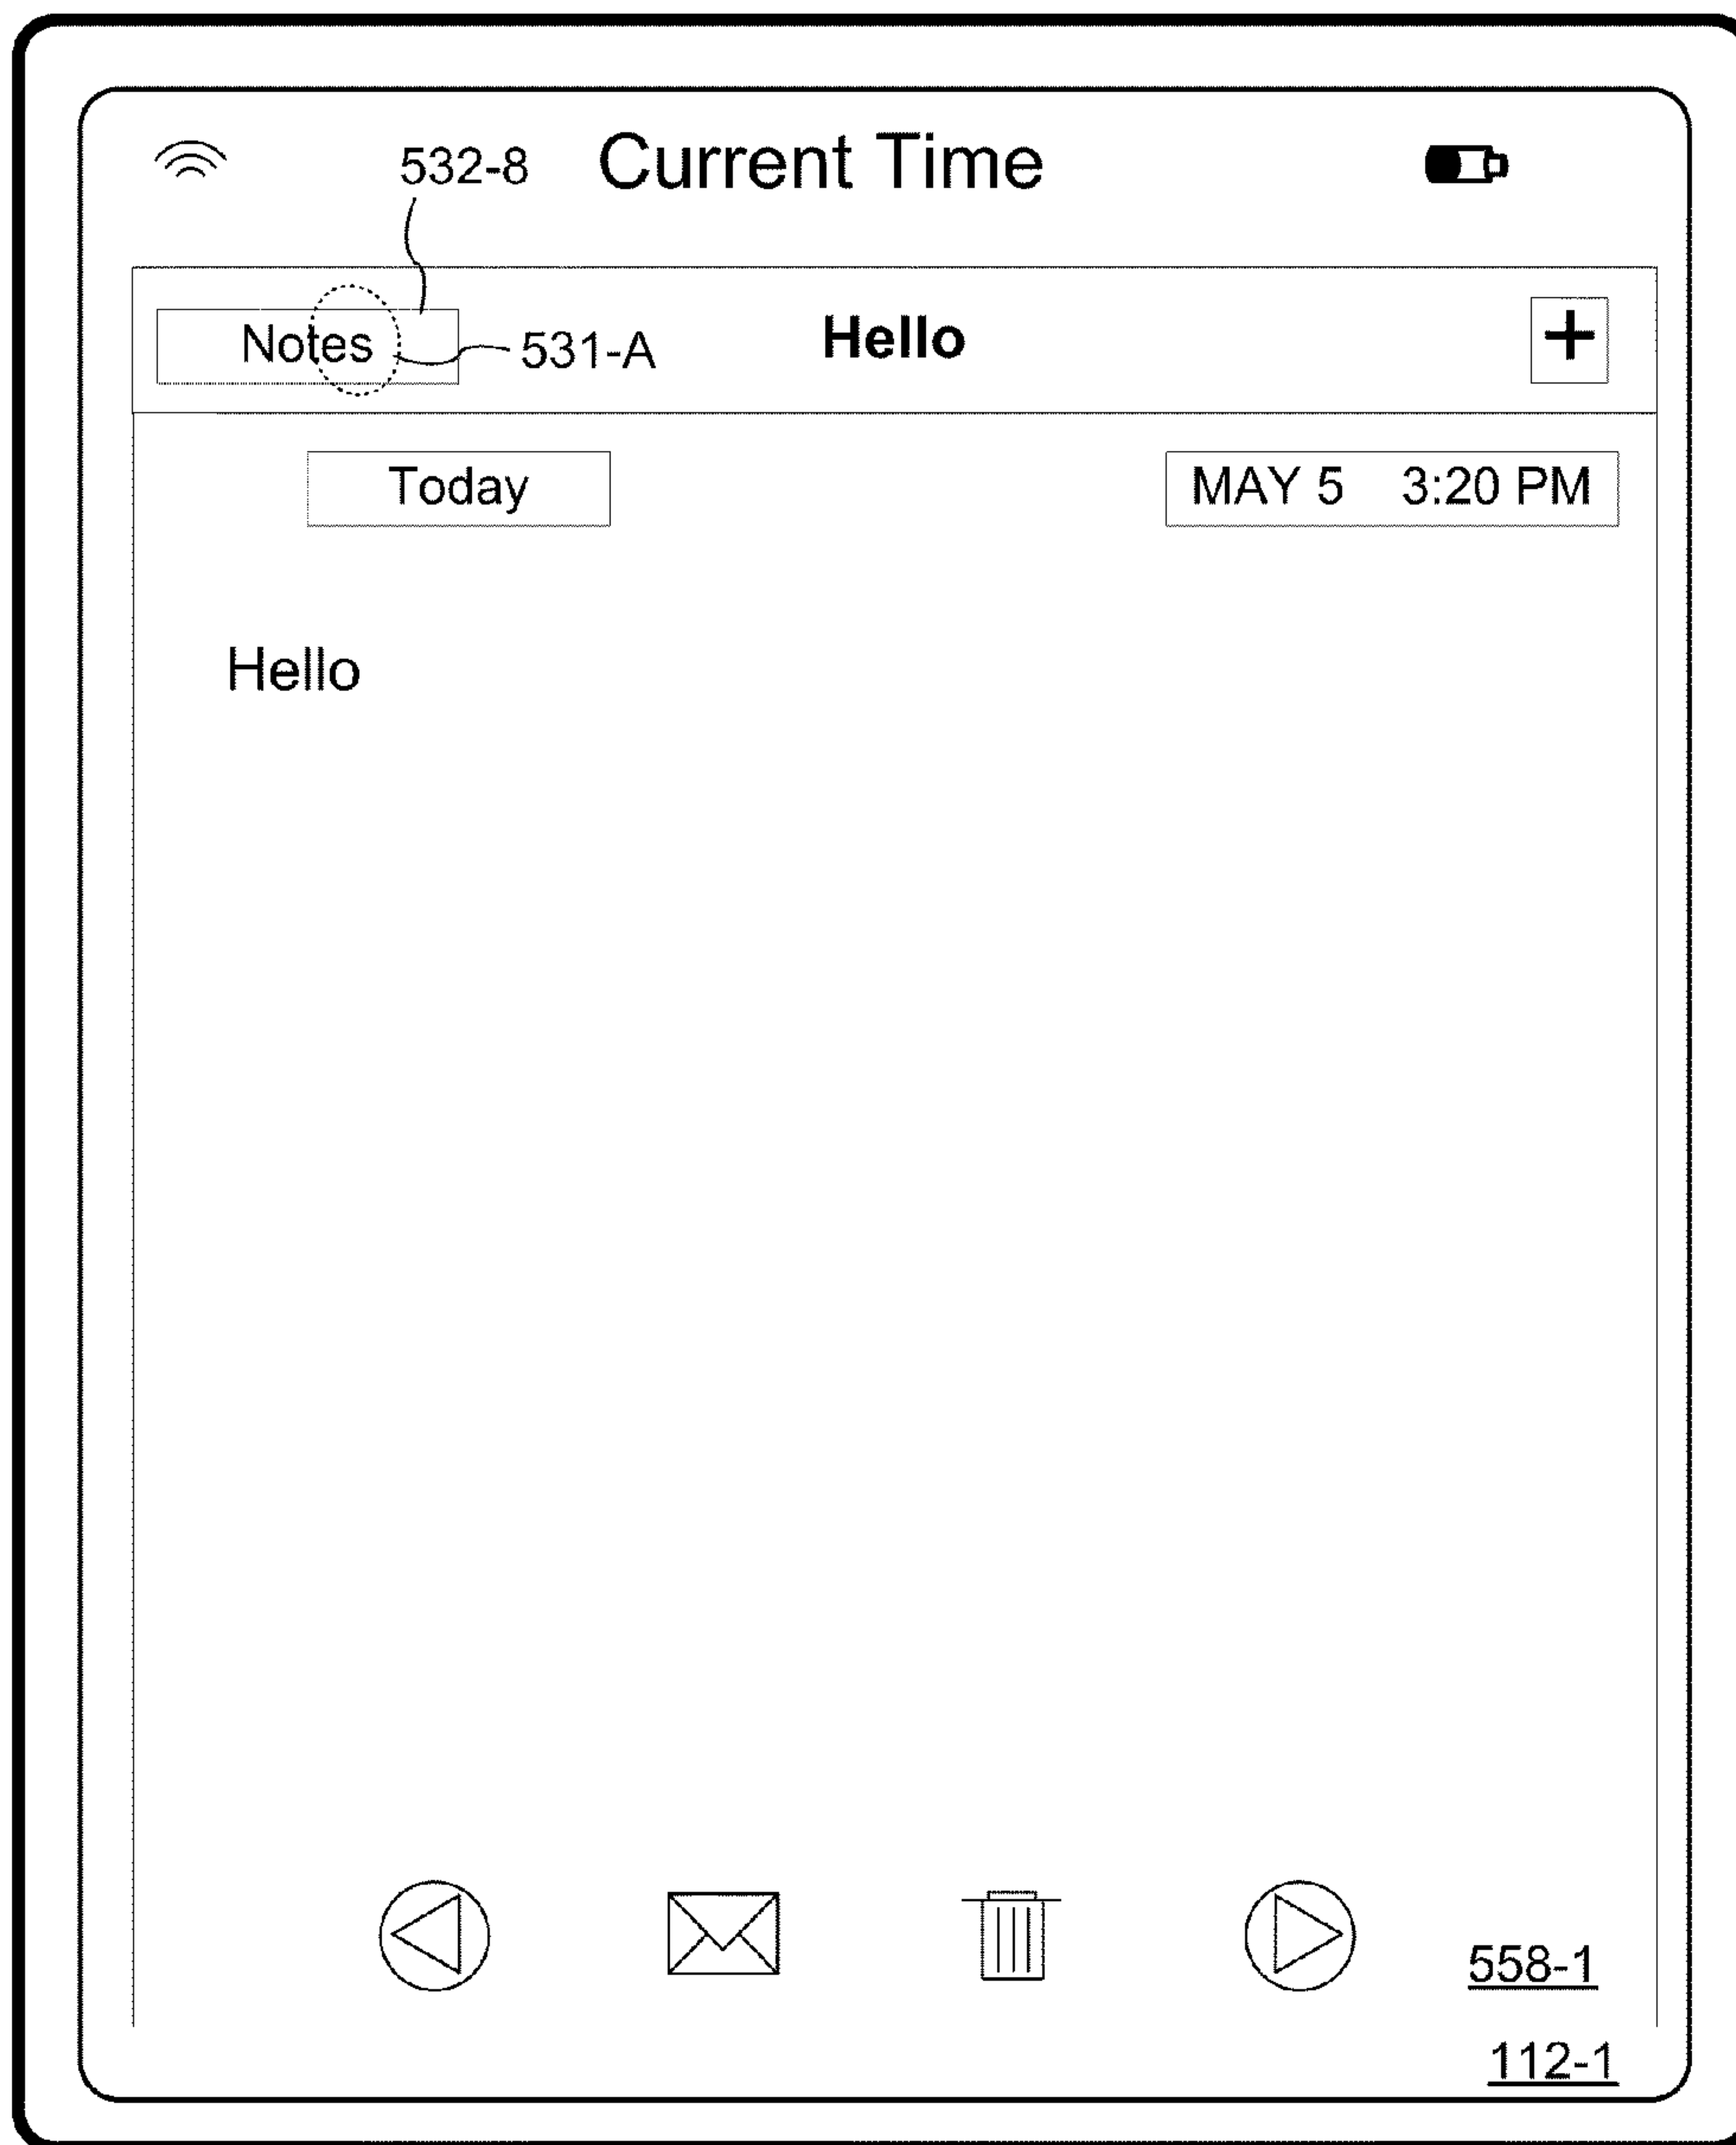 532-8 Current Time
Notes 531-A Hello +
Today MAY 5 3:20 PM
Hello
558-1
112-1